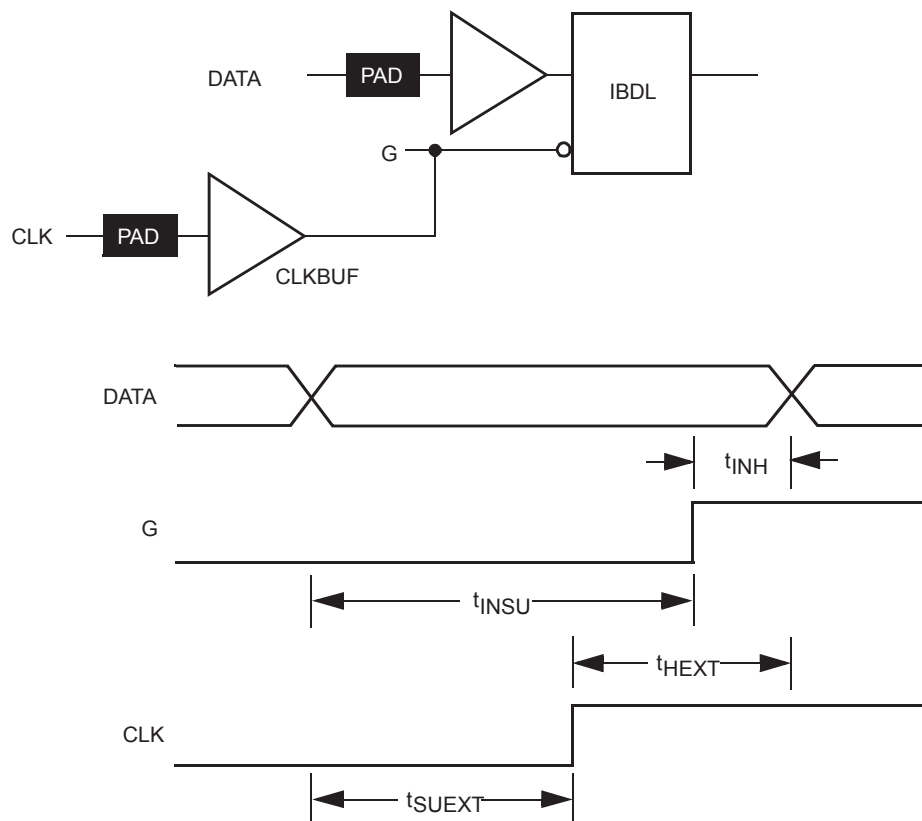 DATA
PAD
IBDL
G
CLK
PAD
CLKBUF
DATA
tINH
G
tINSU
tHEXT
CLK
tSUEXT